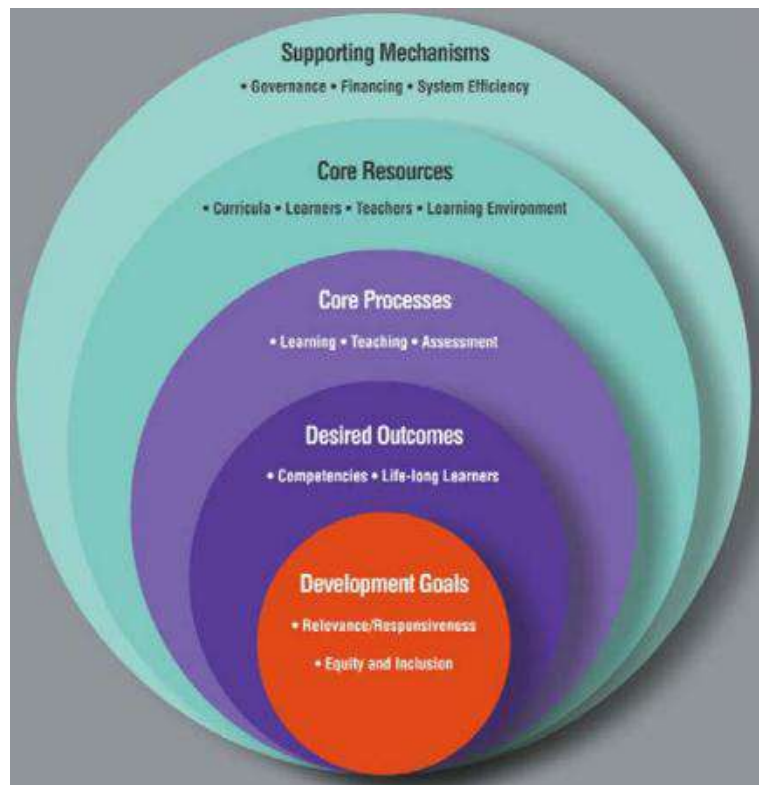 Supporting Mechanisms
• Governance • Financing • System Efficiency
Core Resources
• Curricula • Learners • Teachers • Learning Environment
Core Processes
• Learning • Teaching • Assessment
Desired Outcomes
• Competencies • Life-long Learners
Development Goals
• Relevance/Responsiveness
• Equity and Inclusion